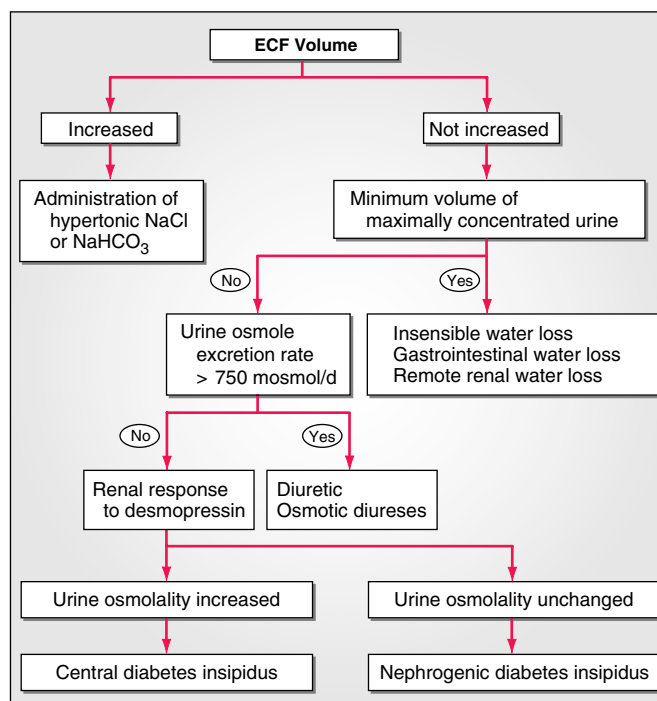 ECF Volume
Increased
Not increased
Administration of
hypertonic NaCl
or NaHCO3
Minimum volume of
maximally concentrated urine
No
Yes
Urine osmole
excretion rate
> 750 mosmol/d
Insensible water loss
Gastrointestinal water loss
Remote renal water loss
No
Yes
Renal response
to desmopressin
Diuretic
Osmotic diureses
Urine osmolality increased
Urine osmolality unchanged
Central diabetes insipidus
Nephrogenic diabetes insipidus